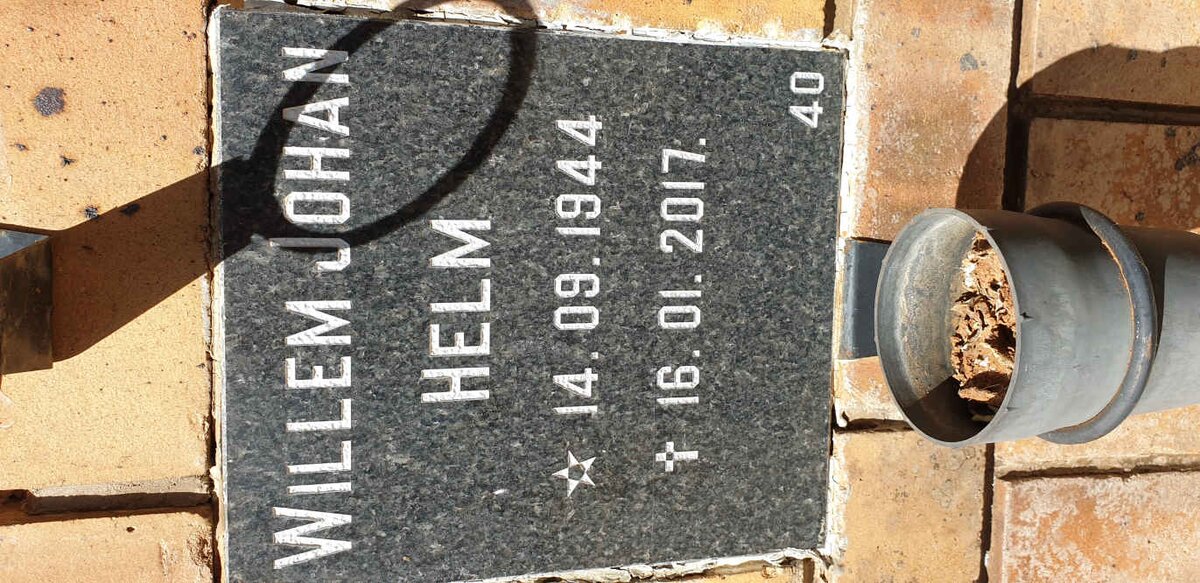 WILLEM JOHAN
HELM
☆ 14.09.1944
✝ 16.01.2017.
40